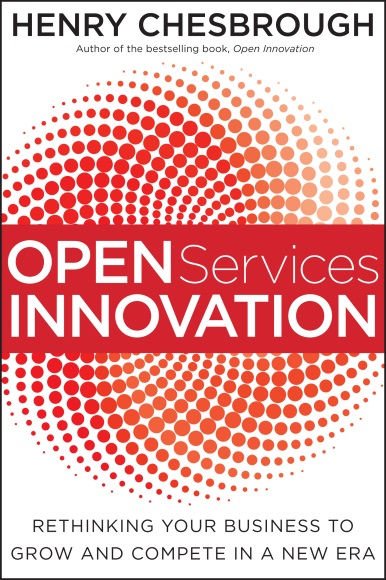 HENRY CHESBROUGH
Author of the bestselling book, Open Innovation
OPEN Services
INNOVATION
RETHINKING YOUR BUSINESS TO
GROW AND COMPETE IN A NEW ERA